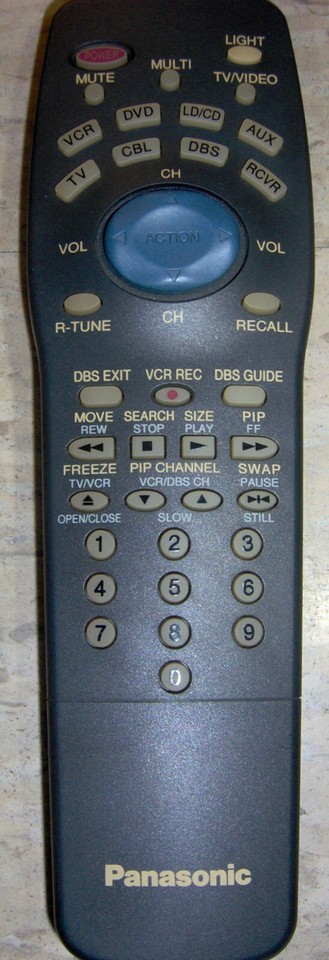 POWER LIGHT
MUTE MULTI TV/VIDEO
VCR DVD LD/CD AUX
TV CBL DBS RCVR
CH
VOL ACTION VOL
R-TUNE CH RECALL
DBS EXIT VCR REC DBS GUIDE
MOVE SEARCH SIZE PIP
REW STOP PLAY FF
FREEZE PIP CHANNEL SWAP
TV/VCR VCR/DBS CH PAUSE
OPEN/CLOSE SLOW STILL
1 2 3
4 5 6
7 8 9
0
Panasonic